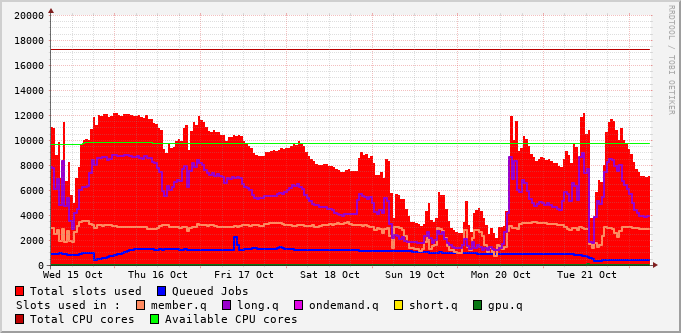 20000
18000
16000
14000
12000
10000
8000
6000
4000
2000
0
Wed 15 Oct Thu 16 Oct Fri 17 Oct Sat 18 Oct Sun 19 Oct Mon 20 Oct Tue 21 Oct
Total slots used Queued Jobs
Slots used in : member.q long.q ondemand.q short.q gpu.q
Total CPU cores Available CPU cores
RRDTOOL / TOBI OETIKER